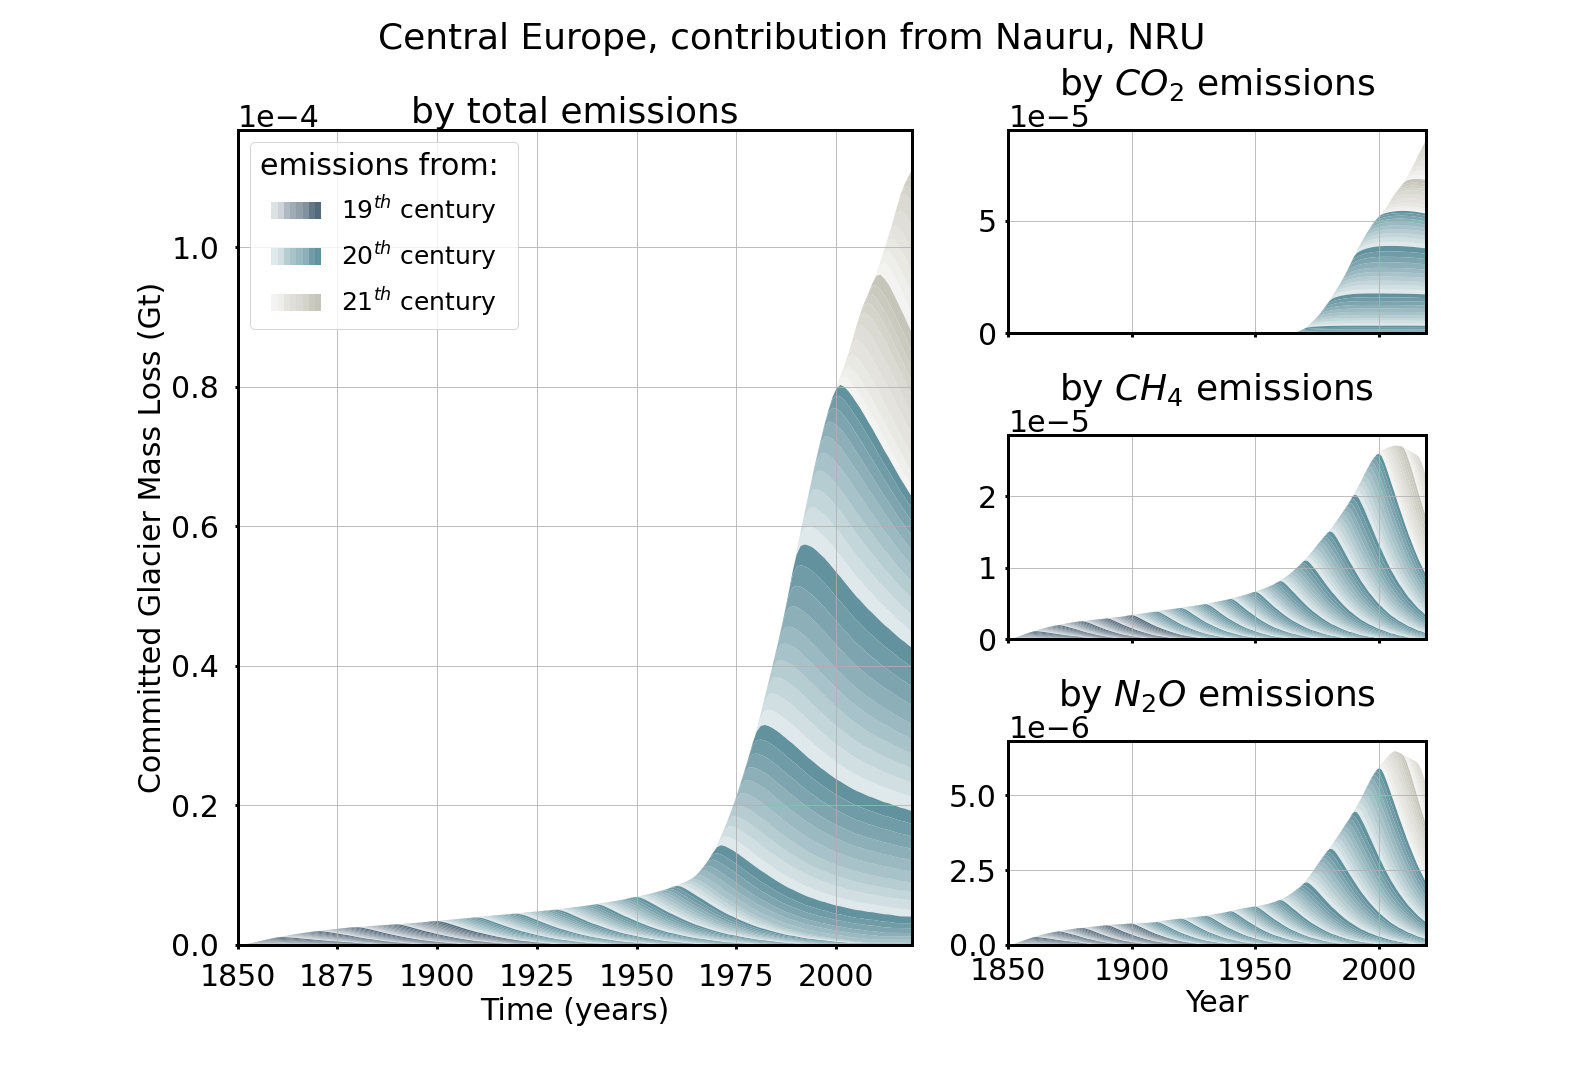 Central Europe, contribution from Nauru, NRU
by total emissions
1e−4
emissions from:
19th century
20th century
21th century
1.0
0.8
0.6
0.4
0.2
0.0
Committed Glacier Mass Loss (Gt)
1850 1875 1900 1925 1950 1975 2000
Time (years)
by CO2 emissions
1e−5
5
0
by CH4 emissions
1e−5
2
1
0
by N2O emissions
1e−6
5.0
2.5
0.0
1850 1900 1950 2000
Year